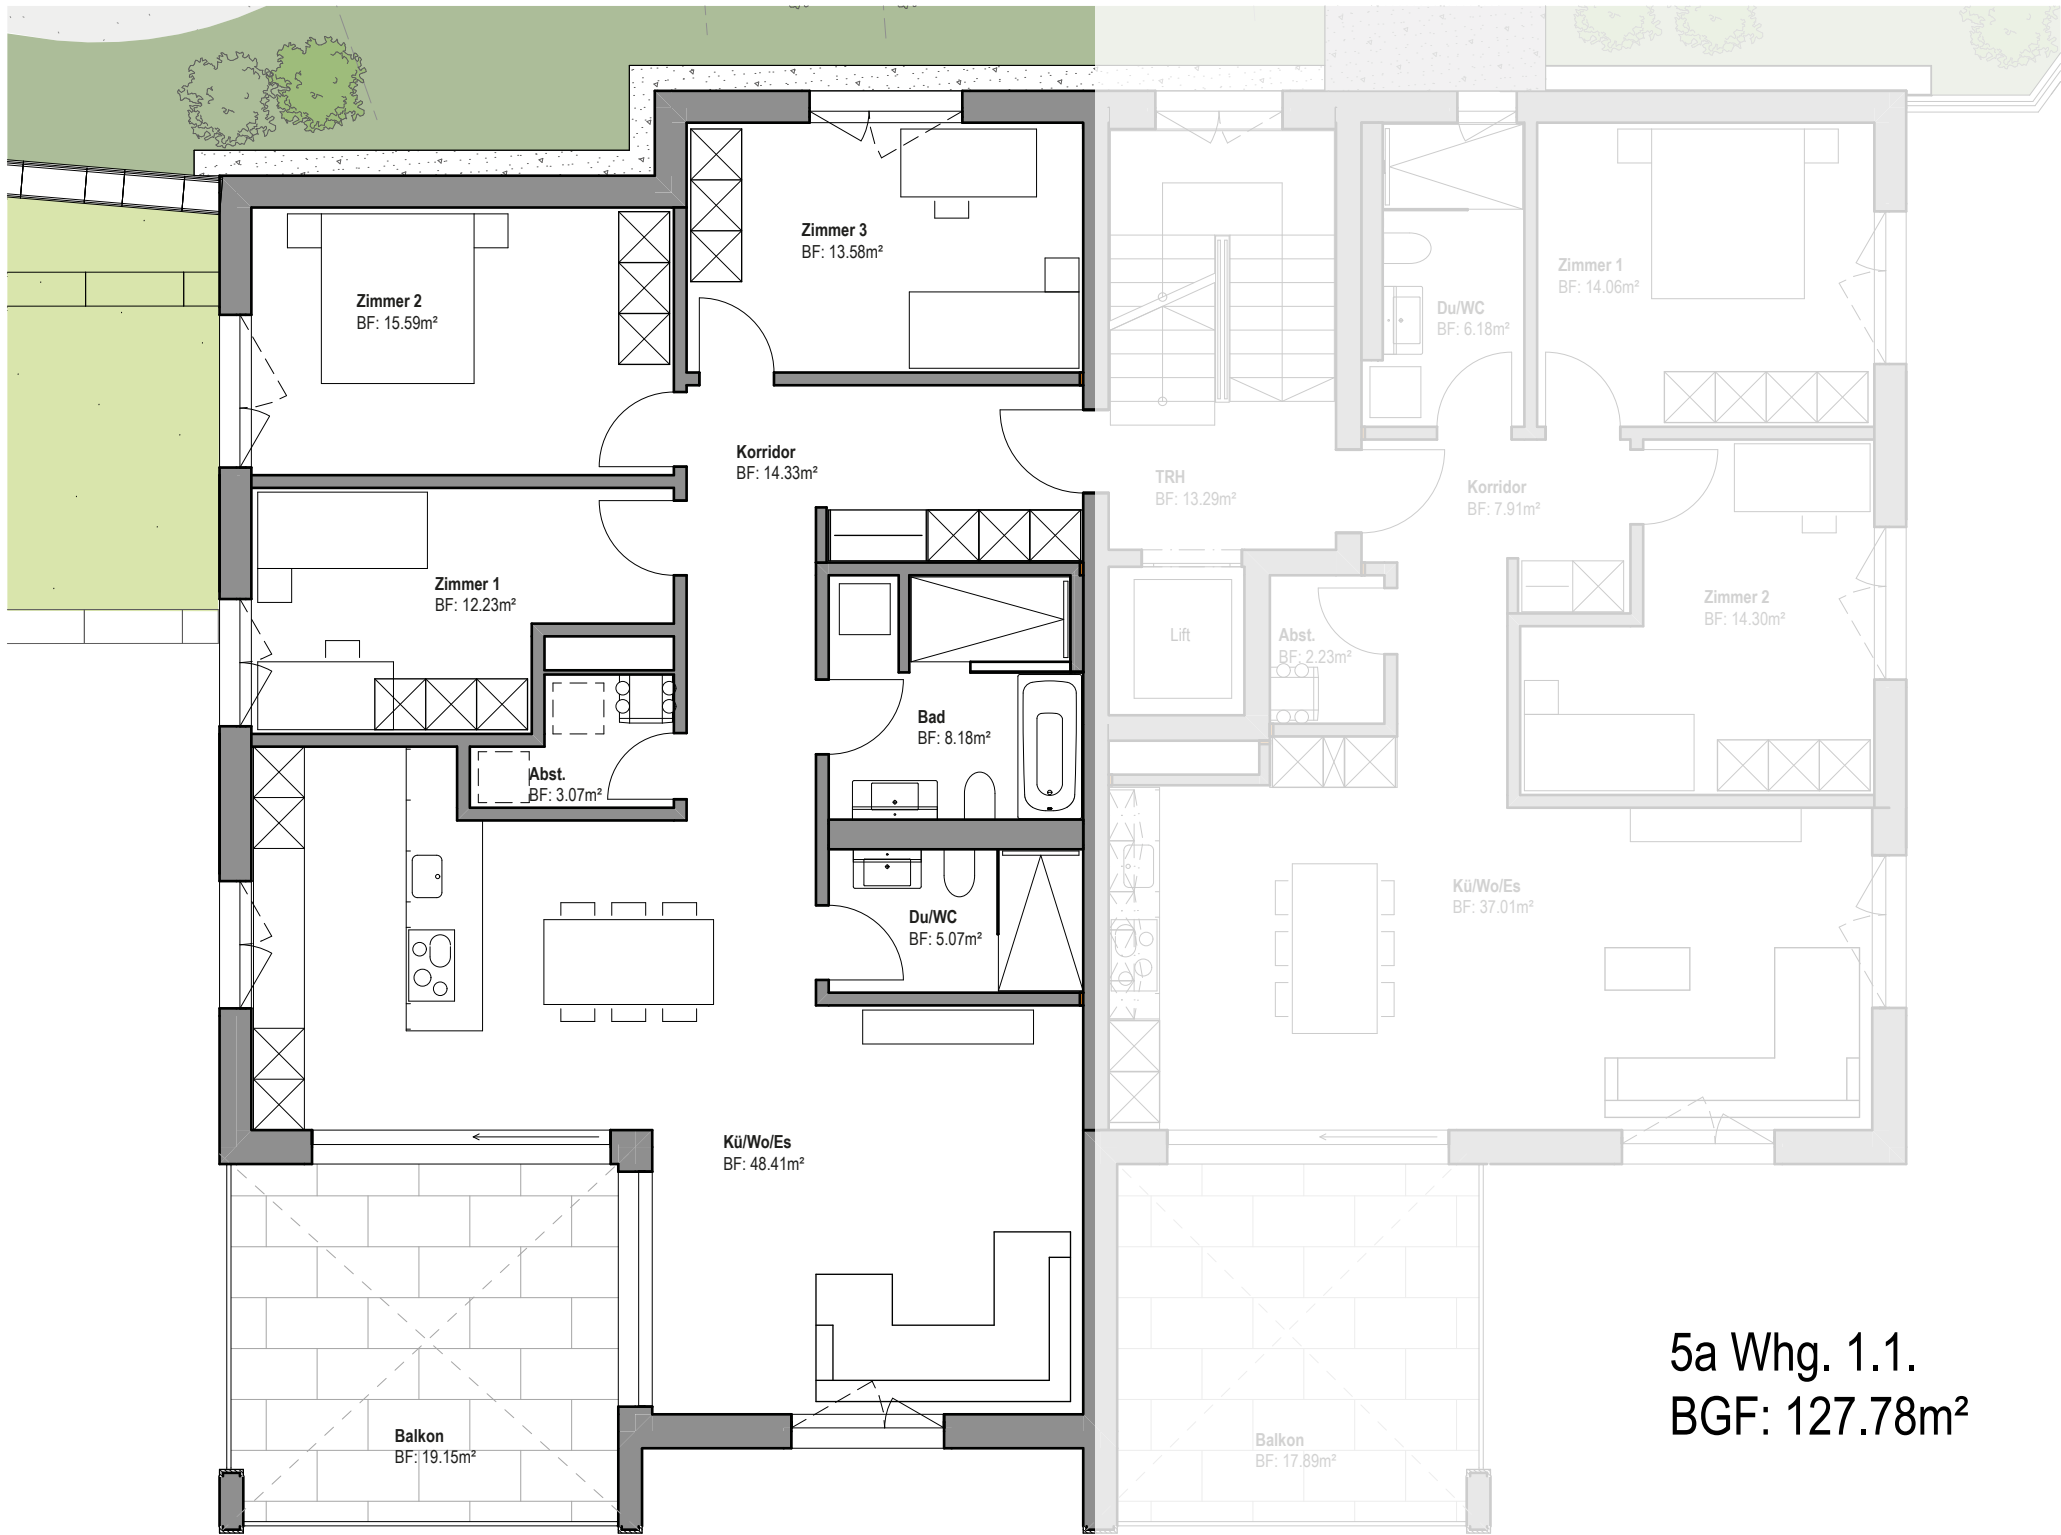 Zimmer 3
BF: 13.58m²
Zimmer 2
BF: 15.59m²
Korridor
BF: 14.33m²
Zimmer 1
BF: 12.23m²
Abst.
BF: 3.07m²
Bad
BF: 8.18m²
Du/WC
BF: 5.07m²
Kü/Wo/Es
BF: 48.41m²
Balkon
BF: 19.15m²
Zimmer 1
BF: 14.06m²
Du/WC
BF: 6.18m²
TRH
BF: 13.29m²
Korridor
BF: 7.91m²
Zimmer 2
BF: 14.30m²
Lift
Abst.
BF: 2.23m²
Kü/Wo/Es
BF: 37.01m²
Balkon
BF: 17.89m²
5a Whg. 1.1.
BGF: 127.78m²